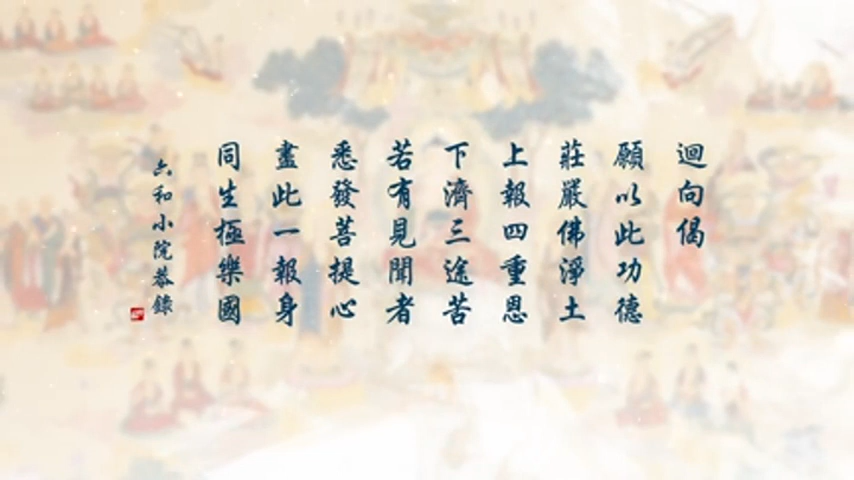 迴向偈
願以此功德
莊嚴佛淨土
上報四重恩
下濟三途苦
若有見聞者
悉發菩提心
盡此一報身
同生極樂國
六和小院恭錄